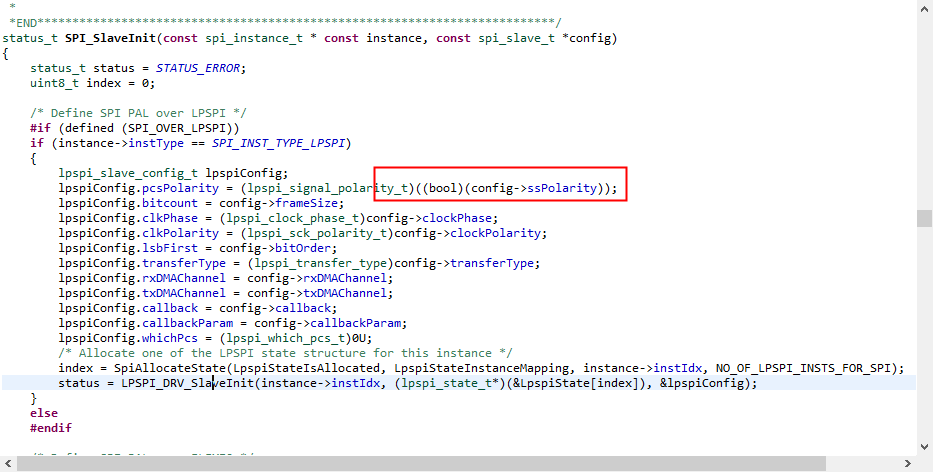 *
*END**************************************************************************/
status_t SPI_SlaveInit(const spi_instance_t * const instance, const spi_slave_t *config)
{
    status_t status = STATUS_ERROR;
    uint8_t index = 0;

    /* Define SPI PAL over LPSPI */
    #if (defined (SPI_OVER_LPSPI))
    if (instance->instType == SPI_INST_TYPE_LPSPI)
    {
        lpspi_slave_config_t lpspiConfig;
        lpspiConfig.pcsPolarity = (lpspi_signal_polarity_t)((bool)(config->ssPolarity));
        lpspiConfig.bitcount = config->frameSize;
        lpspiConfig.clkPhase = (lpspi_clock_phase_t)config->clockPhase;
        lpspiConfig.clkPolarity = (lpspi_sck_polarity_t)config->clockPolarity;
        lpspiConfig.lsbFirst = config->bitOrder;
        lpspiConfig.transferType = (lpspi_transfer_type)config->transferType;
        lpspiConfig.rxDMAChannel = config->rxDMAChannel;
        lpspiConfig.txDMAChannel = config->txDMAChannel;
        lpspiConfig.callback = config->callback;
        lpspiConfig.callbackParam = config->callbackParam;
        lpspiConfig.whichPcs = (lpspi_which_pcs_t)0U;
        /* Allocate one of the LPSPI state structure for this instance */
        index = SpiAllocateState(LpspiStateIsAllocated, LpspiStateInstanceMapping, instance->instIdx, NO_OF_LPSPI_INSTS_FOR_SPI);
        status = LPSPI_DRV_SlaveInit(instance->instIdx, (lpspi_state_t*)(&LpspiState[index]), &lpspiConfig);
    }
    else
    #endif